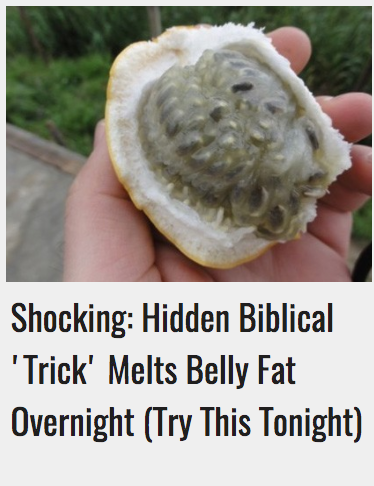 Shocking: Hidden Biblical
'Trick' Melts Belly Fat
Overnight (Try This Tonight)